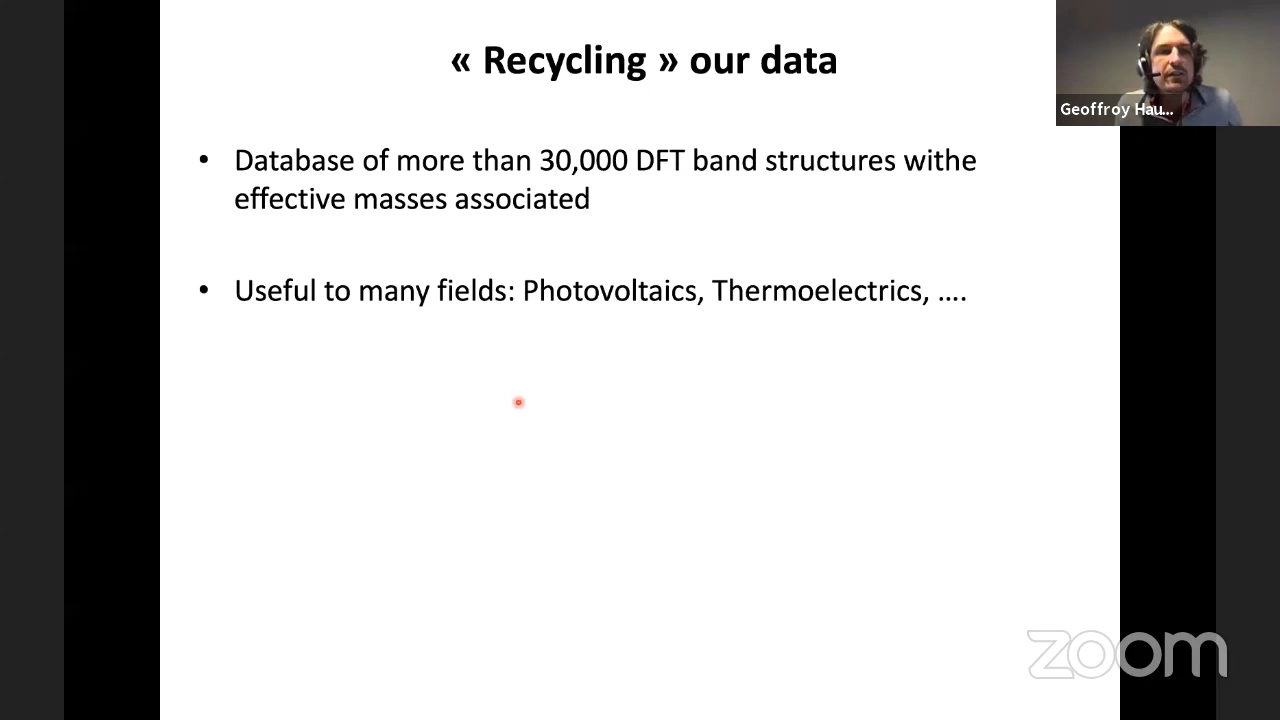 « Recycling » our data
Geoffroy Hau...
• Database of more than 30,000 DFT band structures withe
effective masses associated
• Useful to many fields: Photovoltaics, Thermoelectrics, ....
zoom